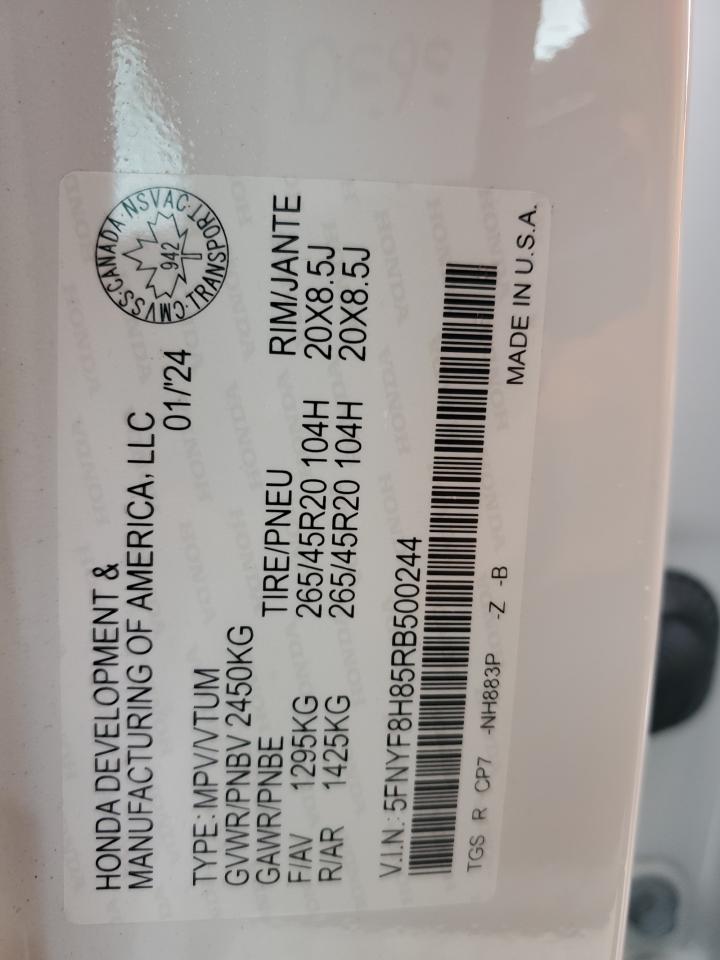 HONDA DEVELOPMENT &
MANUFACTURING OF AMERICA, LLC
01/'24
CMVSS·CANADA·NSVAC·TRANSPORT
942
TYPE: MPV/VTUM
GVWR/PNBV 2450KG
GAWR/PNBE TIRE/PNEU RIM/JANTE
F/AV 1295KG 265/45R20 104H 20X8.5J
R/AR 1425KG 265/45R20 104H 20X8.5J
V.I.N.: 5FNYF8H85RB500244
TGS R CP7 -NH883P -Z -B
MADE IN U.S.A.